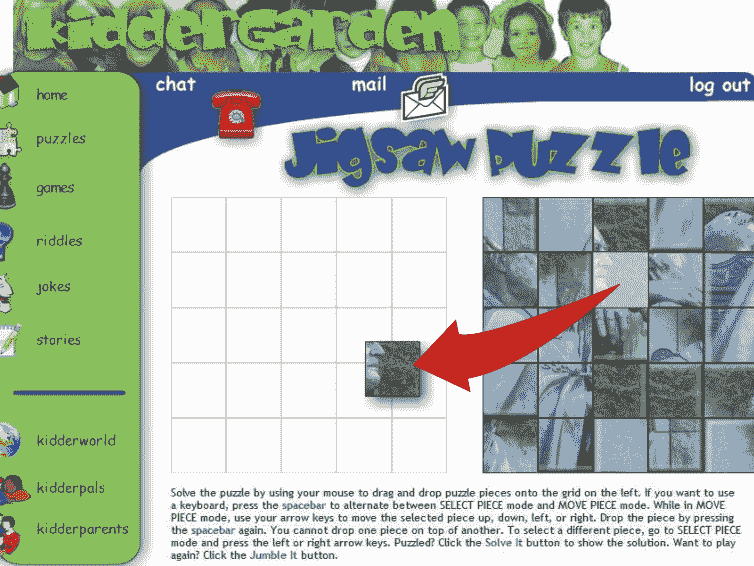 kiddergarden
chat mail log out
home
Jigsaw Puzzle
puzzles
games
riddles
jokes
stories
kidderworld
kidderpals
kidderparents
Solve the puzzle by using your mouse to drag and drop puzzle pieces onto the grid on the left. If you want to use
a keyboard, press the spacebar to alternate between SELECT PIECE mode and MOVE PIECE mode. While in MOVE
PIECE mode, use your arrow keys to move the selected piece up, down, left, or right. Drop the piece by pressing
the spacebar again. You cannot drop one piece on top of another. To select a different piece, go to SELECT PIECE
mode and press the left or right arrow keys. Puzzled? Click the Solve It button to show the solution. Want to play
again? Click the Jumble It button.